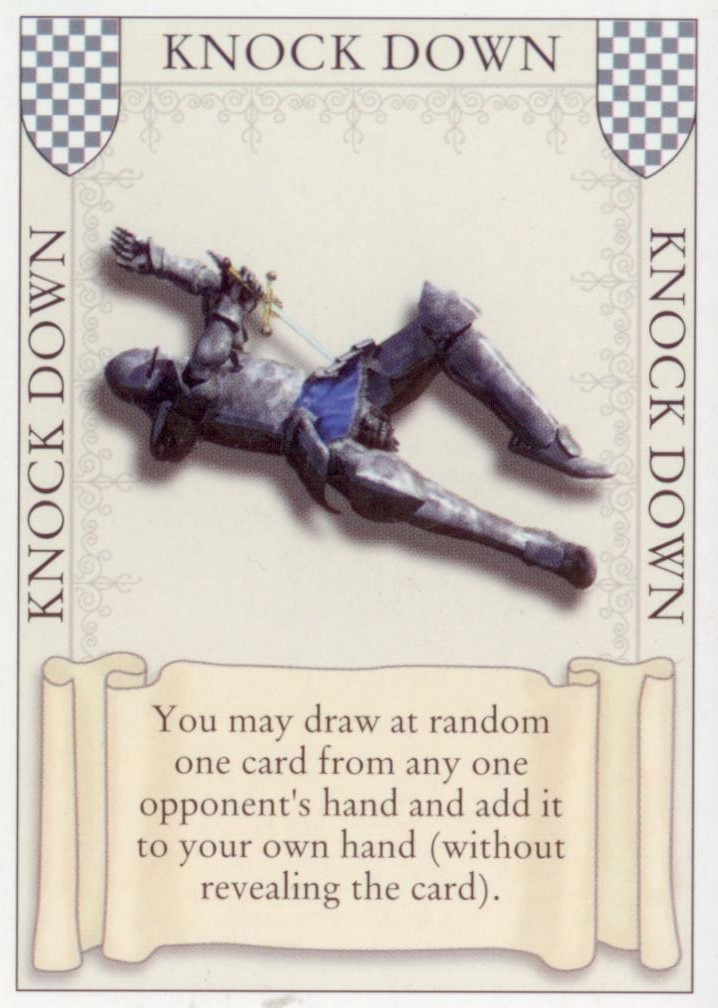 KNOCK DOWN
KNOCK DOWN
KNOCK DOWN
You may draw at random
one card from any one
opponent's hand and add it
to your own hand (without
revealing the card).